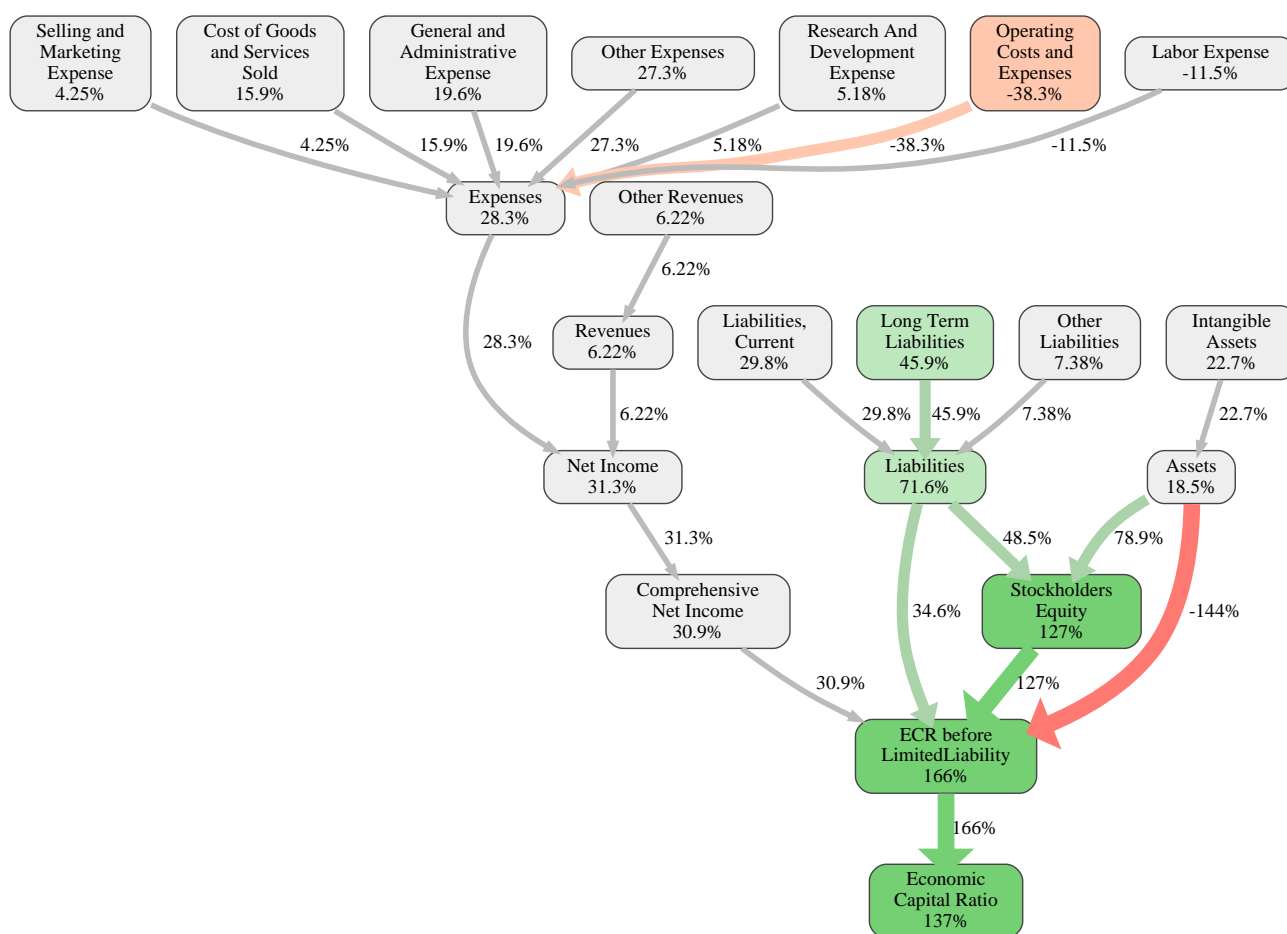 Selling and
Marketing
Expense
4.25%
Cost of Goods
and Services
Sold
15.9%
General and
Administrative
Expense
19.6%
Other Expenses
27.3%
Research And
Development
Expense
5.18%
Operating
Costs and
Expenses
-38.3%
Labor Expense
-11.5%
4.25%
15.9%
19.6%
27.3%
5.18%
-38.3%
-11.5%
Expenses
28.3%
Other Revenues
6.22%
6.22%
28.3%
Revenues
6.22%
Liabilities,
Current
29.8%
Long Term
Liabilities
45.9%
Other
Liabilities
7.38%
Intangible
Assets
22.7%
6.22%
29.8%
45.9%
7.38%
22.7%
Net Income
31.3%
Liabilities
71.6%
Assets
18.5%
31.3%
48.5%
78.9%
Comprehensive
Net Income
30.9%
34.6%
Stockholders
Equity
127%
-144%
30.9%
127%
ECR before
LimitedLiability
166%
166%
Economic
Capital Ratio
137%